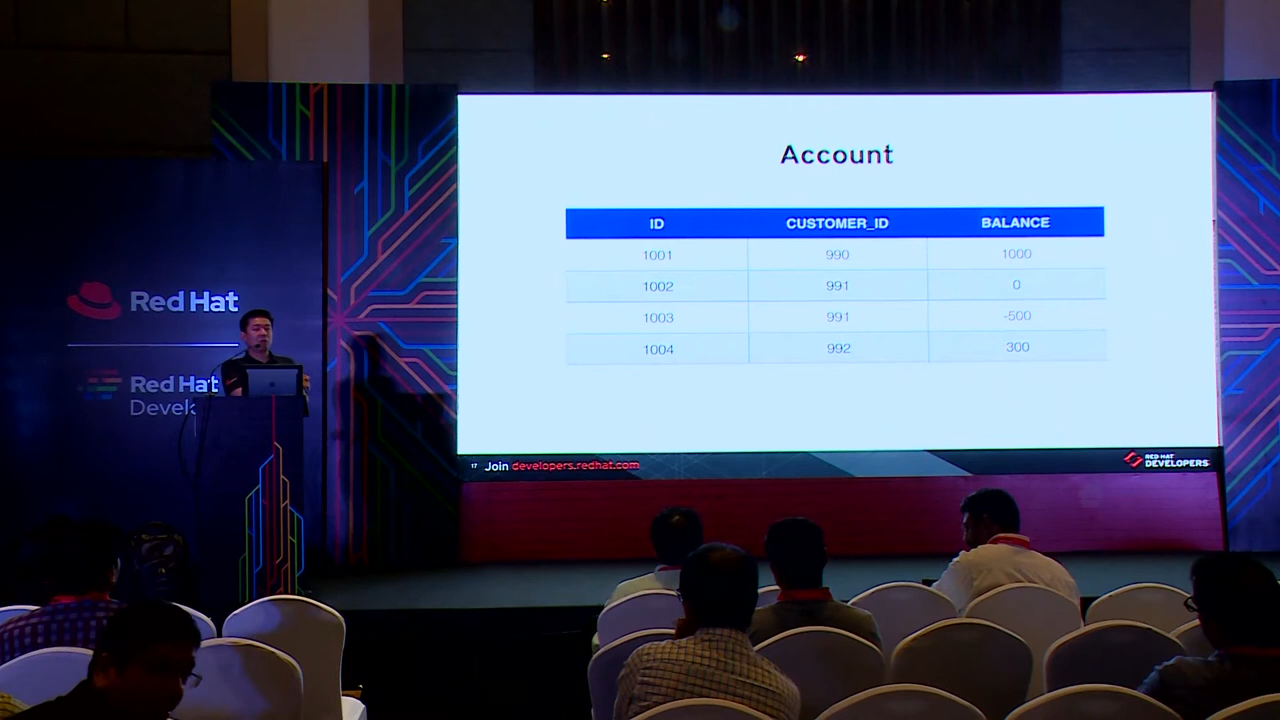 Account
ID CUSTOMER_ID BALANCE
1001 990 1000
1002 991 0
1003 991 -500
1004 992 300
17 Join developers.redhat.com
RED HAT
DEVELOPERS
Red Hat
Red Hat
Devel